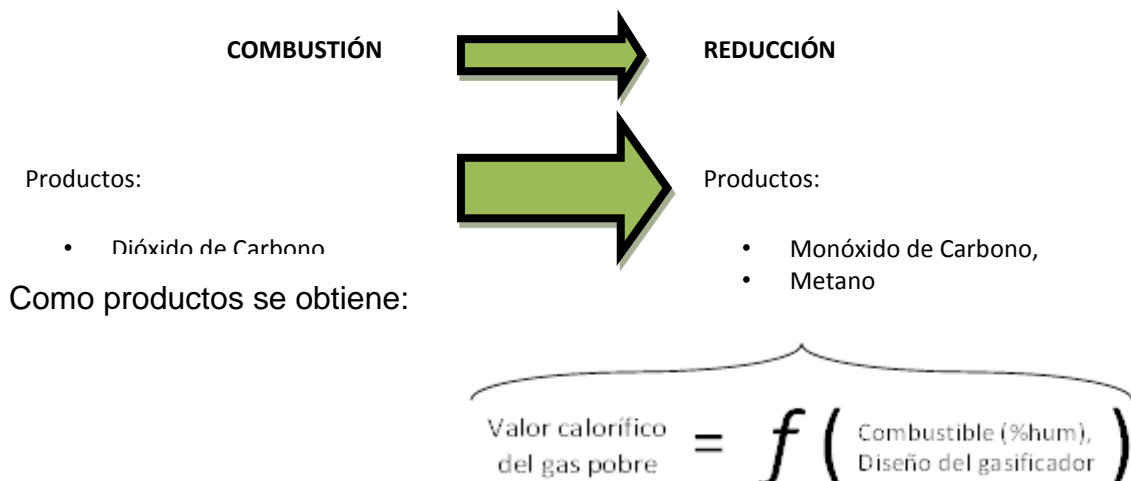 COMBUSTIÓN
REDUCCIÓN
Productos:
Productos:
• Dióxido de Carbono
• Monóxido de Carbono,
• Metano
Como productos se obtiene:
Valor calorífico
del gas pobre
= f ( Combustible (%hum),
Diseño del gasificador )